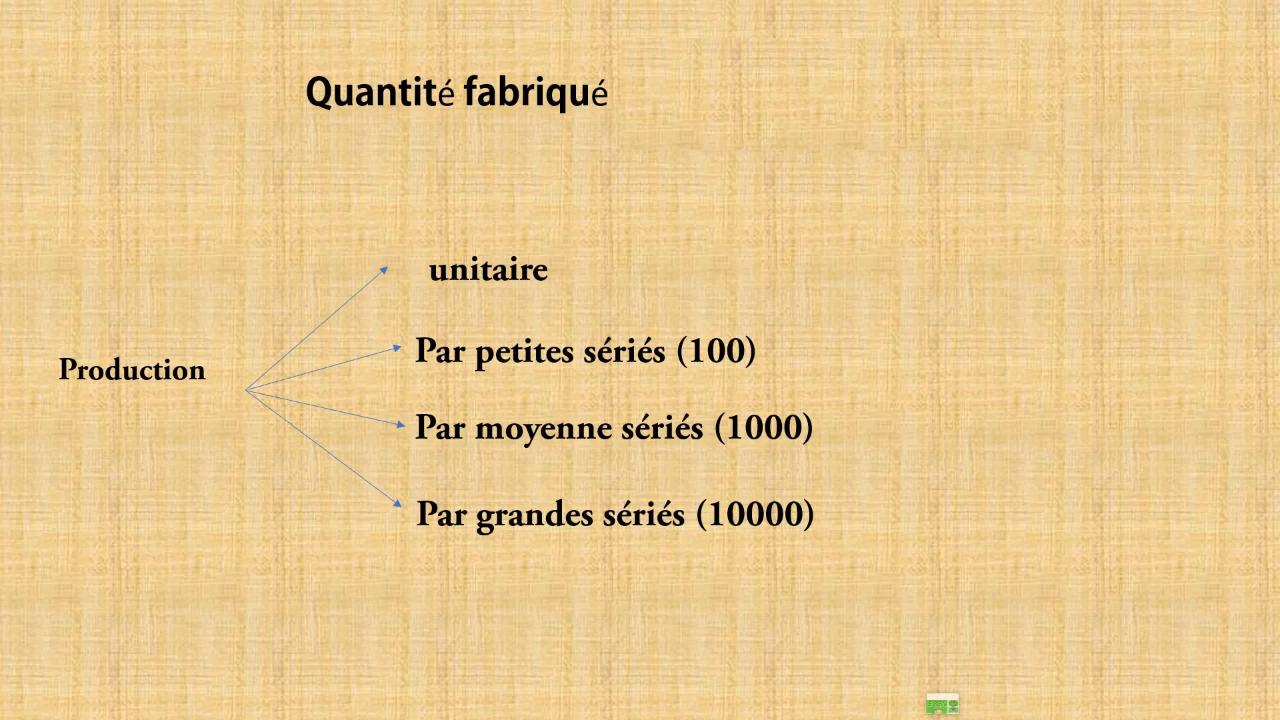 Quantité fabriqué
unitaire
Par petites sériés (100)
Production
Par moyenne sériés (1000)
Par grandes sériés (10000)